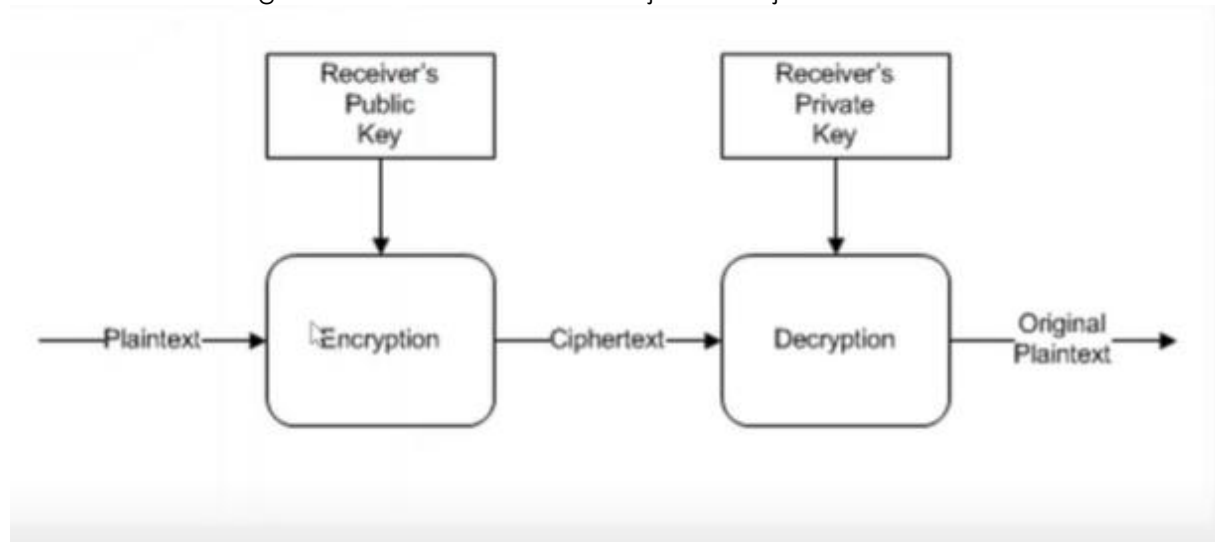 Receiver's
Public
Key
Receiver's
Private
Key
Plaintext
Encryption
Ciphertext
Decryption
Original
Plaintext